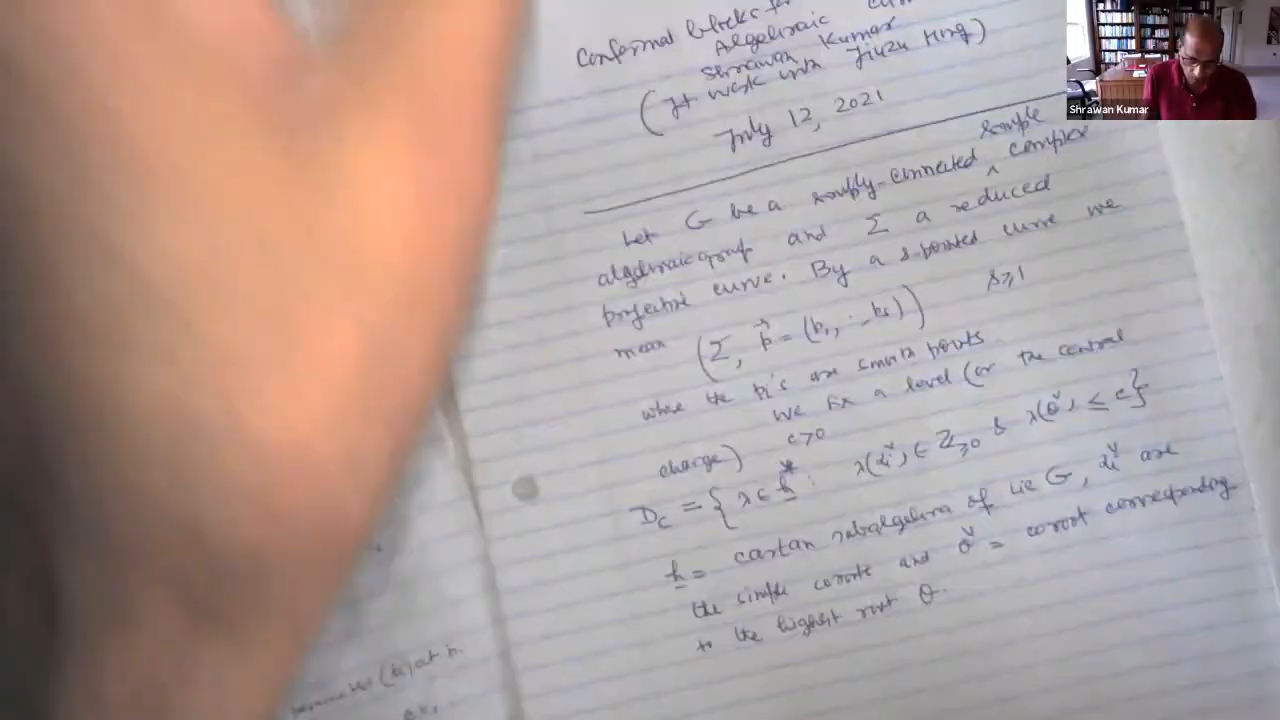 Conformal blocks for
Algebraic
Shrawan Kumar
(Jt work with Jiuzu Hong)
July 12, 2021
Let G be a simply-connected simple complex
algebraic group and Σ a reduced
projective curve. By a s-pointed curve we
mean (Σ, p⃗ = (p₁, ..., pₛ)) s≥1
where the pᵢ's are smooth points
we fix a level (or the central
charge) c>0
D_c = { λ∈h* : λ(αᵢ^∨) ∈ Z≥0 & λ(θ^∨) ≤ c}
h = cartan subalgebra of Lie G, αᵢ^∨ are
the simple coroots and θ^∨ = coroot corresponding
to the highest root θ.
at
Shrawan Kumar